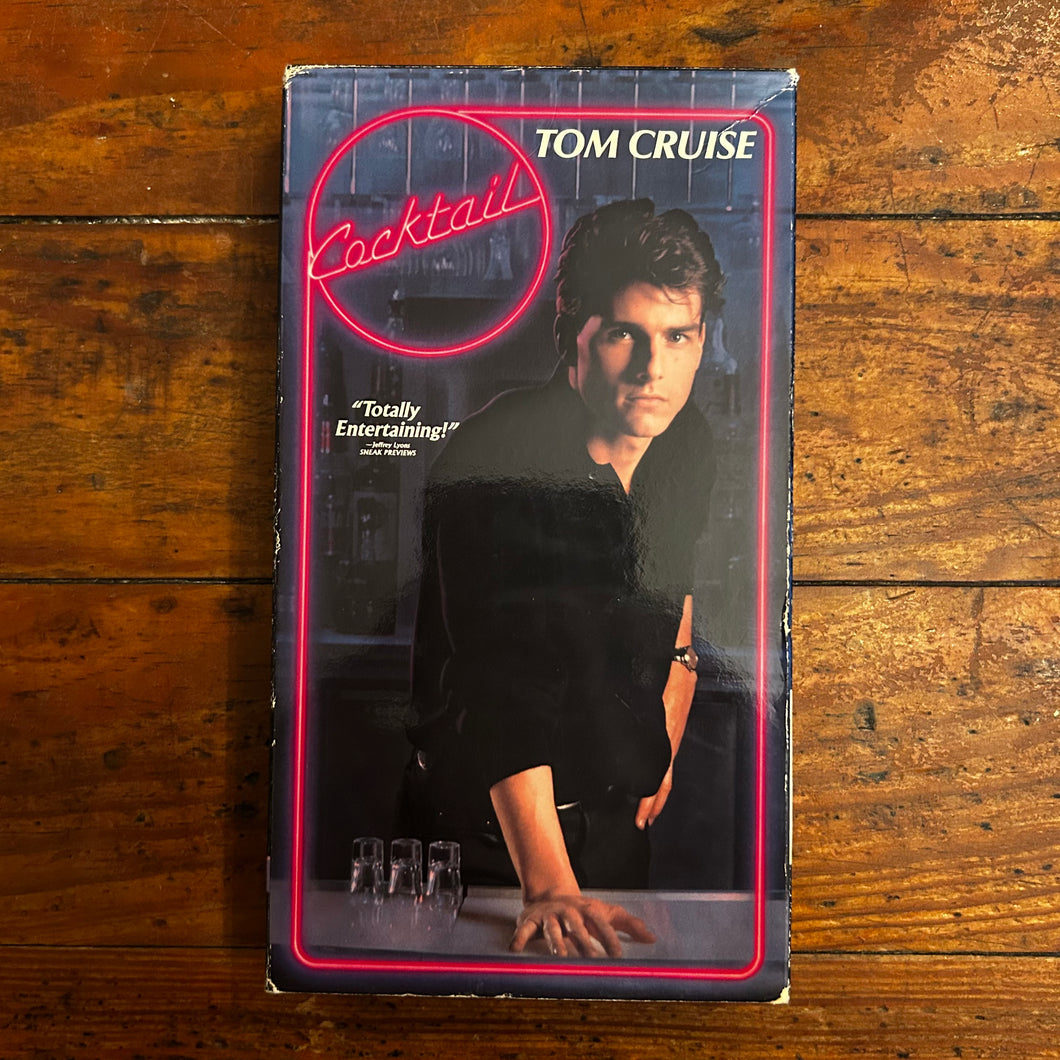 TOM CRUISE
Cocktail
“Totally
Entertaining!”
—Jeffrey Lyons
SNEAK PREVIEWS